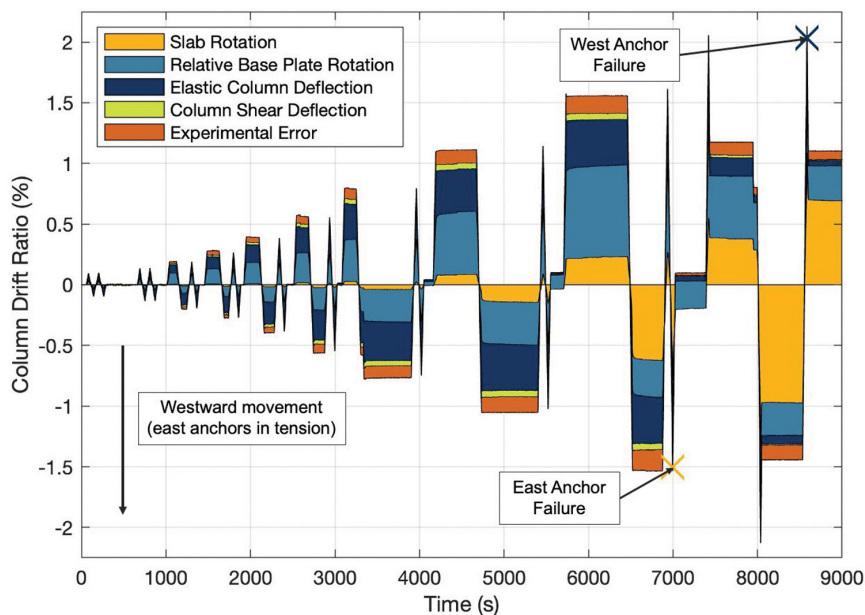 Slab Rotation
Relative Base Plate Rotation
Elastic Column Deflection
Column Shear Deflection
Experimental Error
West Anchor
Failure
Westward movement
(east anchors in tension)
East Anchor
Failure
Column Drift Ratio (%)
2
1.5
1
0.5
0
-0.5
-1
-1.5
-2
0 1000 2000 3000 4000 5000 6000 7000 8000 9000
Time (s)